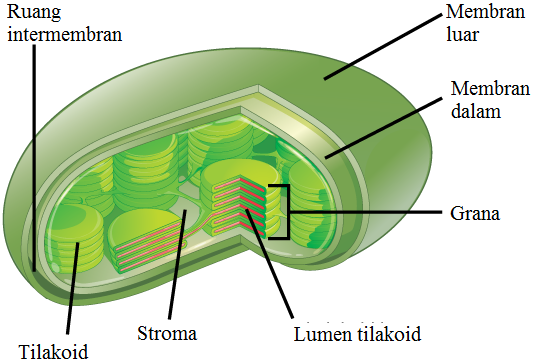 Ruang
intermembran
Membran
luar
Membran
dalam
Grana
Lumen tilakoid
Stroma
Tilakoid